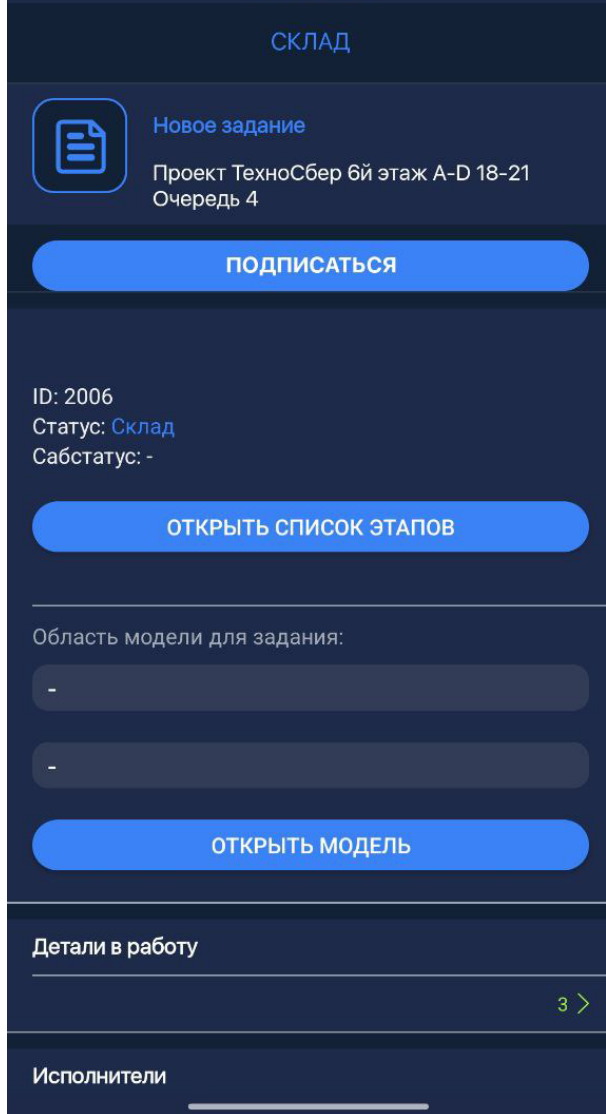 СКЛАД
Новое задание
Проект ТехноСбер 6й этаж A-D 18-21
Очередь 4
ПОДПИСАТЬСЯ
ID: 2006
Статус: Склад
Сабстатус: -
ОТКРЫТЬ СПИСОК ЭТАПОВ
Область модели для задания:
-
-
ОТКРЫТЬ МОДЕЛЬ
Детали в работу
3 >
Исполнители